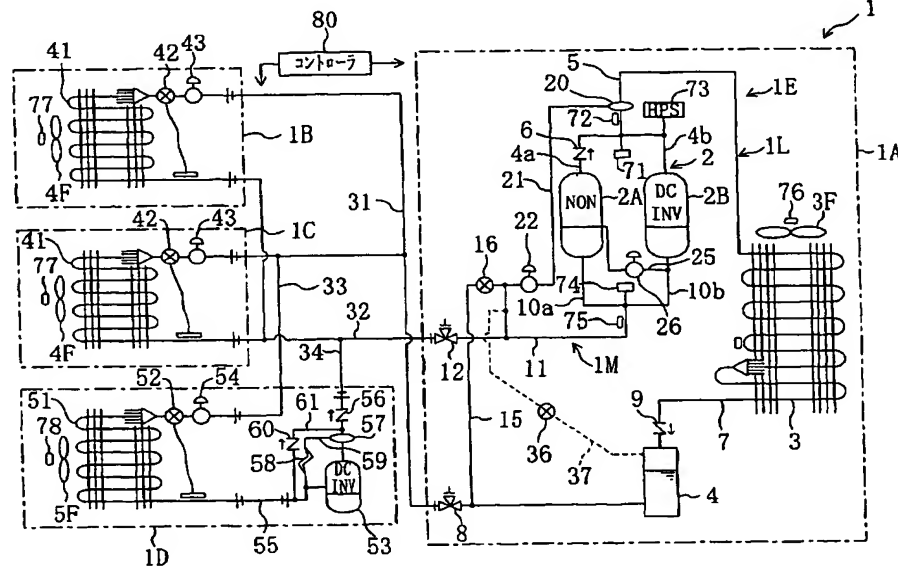 1
41
42
43
80
コントローラ
5
20
HPS
73
1E
77
4F
1B
72
6
4a
4b
2
1L
1A
71
21
NON
2A
DC
INV
2B
76
3F
31
1C
41
42
43
22
16
74
25
33
10a
26
10b
75
77
4F
32
34
12
11
1M
51
52
54
56
61
60
57
15
9
78
58
59
36
7
3
DC
INV
37
5F
4
55
53
8
1D